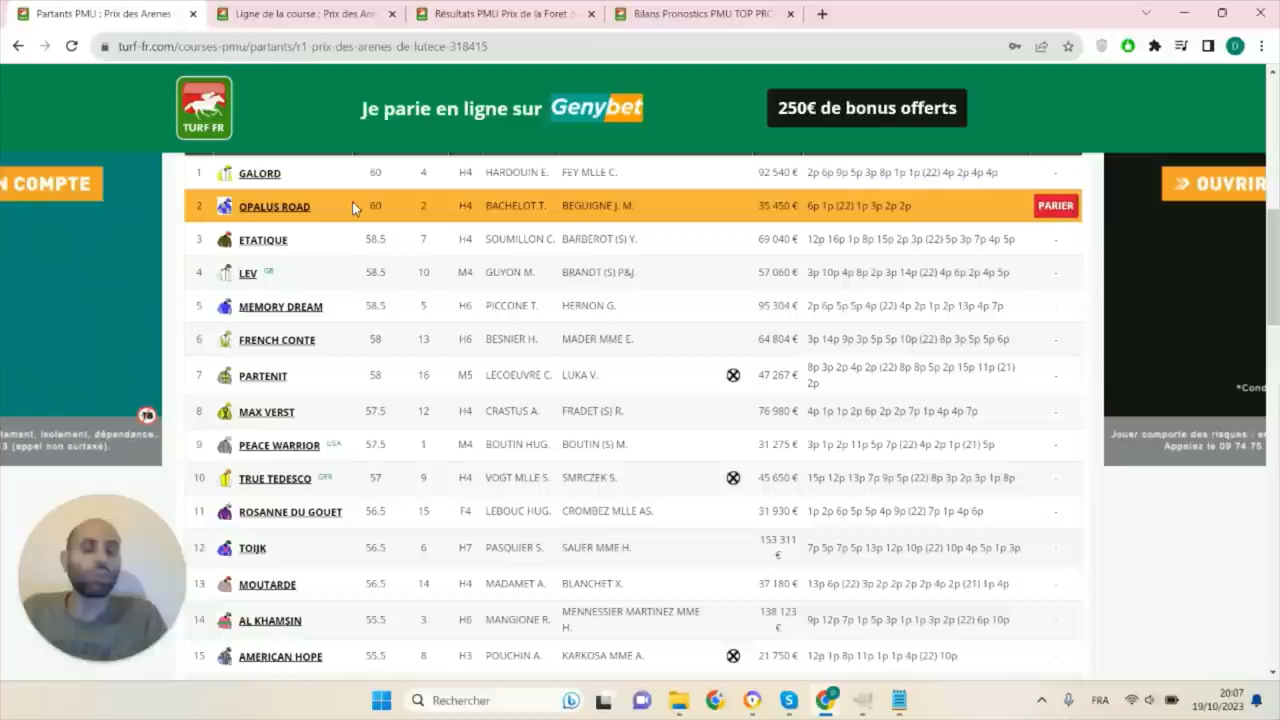 Partants PMU : Prix des Arenes
Ligne de la course : Prix des Are
Résultats PMU Prix de la Foret d
Bilans Pronostics PMU TOP PRO
turf-fr.com/courses-pmu/partants/r1-prix-des-arenes-de-lutece-318415
D
TURF FR
Je parie en ligne sur Genybet
250€ de bonus offerts
N COMPTE
OUVRIR
1 GALORD 60 4 H4 HARDOUIN E. FEY MLLE C. 92 540 € 2p 6p 9p 5p 3p 8p 1p 1p (22) 4p 2p 4p 4p -
2 OPALUS ROAD 60 2 H4 BACHELOT T. BEGUIGNE J. M. 35 450 € 6p 1p (22) 1p 3p 2p 2p PARIER
3 ETATIQUE 58.5 7 H4 SOUMILLON C. BARBEROT (S) Y. 69 040 € 12p 16p 1p 8p 15p 2p 3p (22) 5p 3p 7p 4p 5p -
4 LEV GB 58.5 10 M4 GUYON M. BRANDT (S) P&J. 57 060 € 3p 10p 4p 8p 2p 3p 14p (22) 4p 6p 2p 4p 5p -
5 MEMORY DREAM 58.5 5 H6 PICCONE T. HERNON G. 95 304 € 2p 6p 5p 5p 4p (22) 4p 2p 1p 2p 13p 4p 7p -
6 FRENCH CONTE 58 13 H6 BESNIER H. MADER MME E. 64 804 € 3p 14p 9p 3p 5p 5p 10p (22) 8p 3p 5p 5p 6p -
7 PARTENIT 58 16 M5 LECOEUVRE C. LUKA V. 47 267 € 8p 3p 2p 4p 2p (22) 8p 8p 5p 2p 15p 11p (21) -
2p
8 MAX VERST 57.5 12 H4 CRASTUS A. FRADET (S) R. 76 980 € 4p 1p 1p 2p 6p 2p 2p 7p 1p 4p 4p 7p -
9 PEACE WARRIOR USA 57.5 1 M4 BOUTIN HUG. BOUTIN (S) M. 31 275 € 3p 1p 2p 11p 5p 7p (22) 4p 2p 1p (21) 5p -
10 TRUE TEDESCO GER 57 9 H4 VOGT MLLE S. SMRCZEK S. 45 650 € 15p 12p 13p 7p 9p 5p (22) 8p 3p 2p 3p 1p 8p -
11 ROSANNE DU GOUET 56.5 15 F4 LEBOUC HUG. CROMBEZ MLLE AS. 31 930 € 1p 2p 6p 5p 5p 4p 9p (22) 7p 1p 4p 6p -
12 TOIJK 56.5 6 H7 PASQUIER S. SAUER MME H. 153 311 € 7p 5p 7p 5p 13p 12p 10p (22) 10p 4p 5p 1p 3p -
13 MOUTARDE 56.5 14 H4 MADAMET A. BLANCHET X. 37 180 € 13p 6p (22) 3p 2p 2p 2p 2p 4p 2p (21) 1p 4p -
14 AL KHAMSIN 55.5 3 H6 MANGIONE R. MENNESSIER MARTINEZ MME H. 138 123 € 9p 12p 7p 1p 5p 3p 1p 1p 3p 2p (22) 6p 10p -
15 AMERICAN HOPE 55.5 8 H3 POUCHIN A. KARKOSA MME A. 21 750 € 12p 1p 8p 11p 1p 1p 4p (22) 10p -
18
tement, isolement, dépendance..
3 (appel non surtaxé).
*Cond
Jouer comporte des risques : e
Appelez le 09 74 75
Rechercher
FRA
20:07
19/10/2023